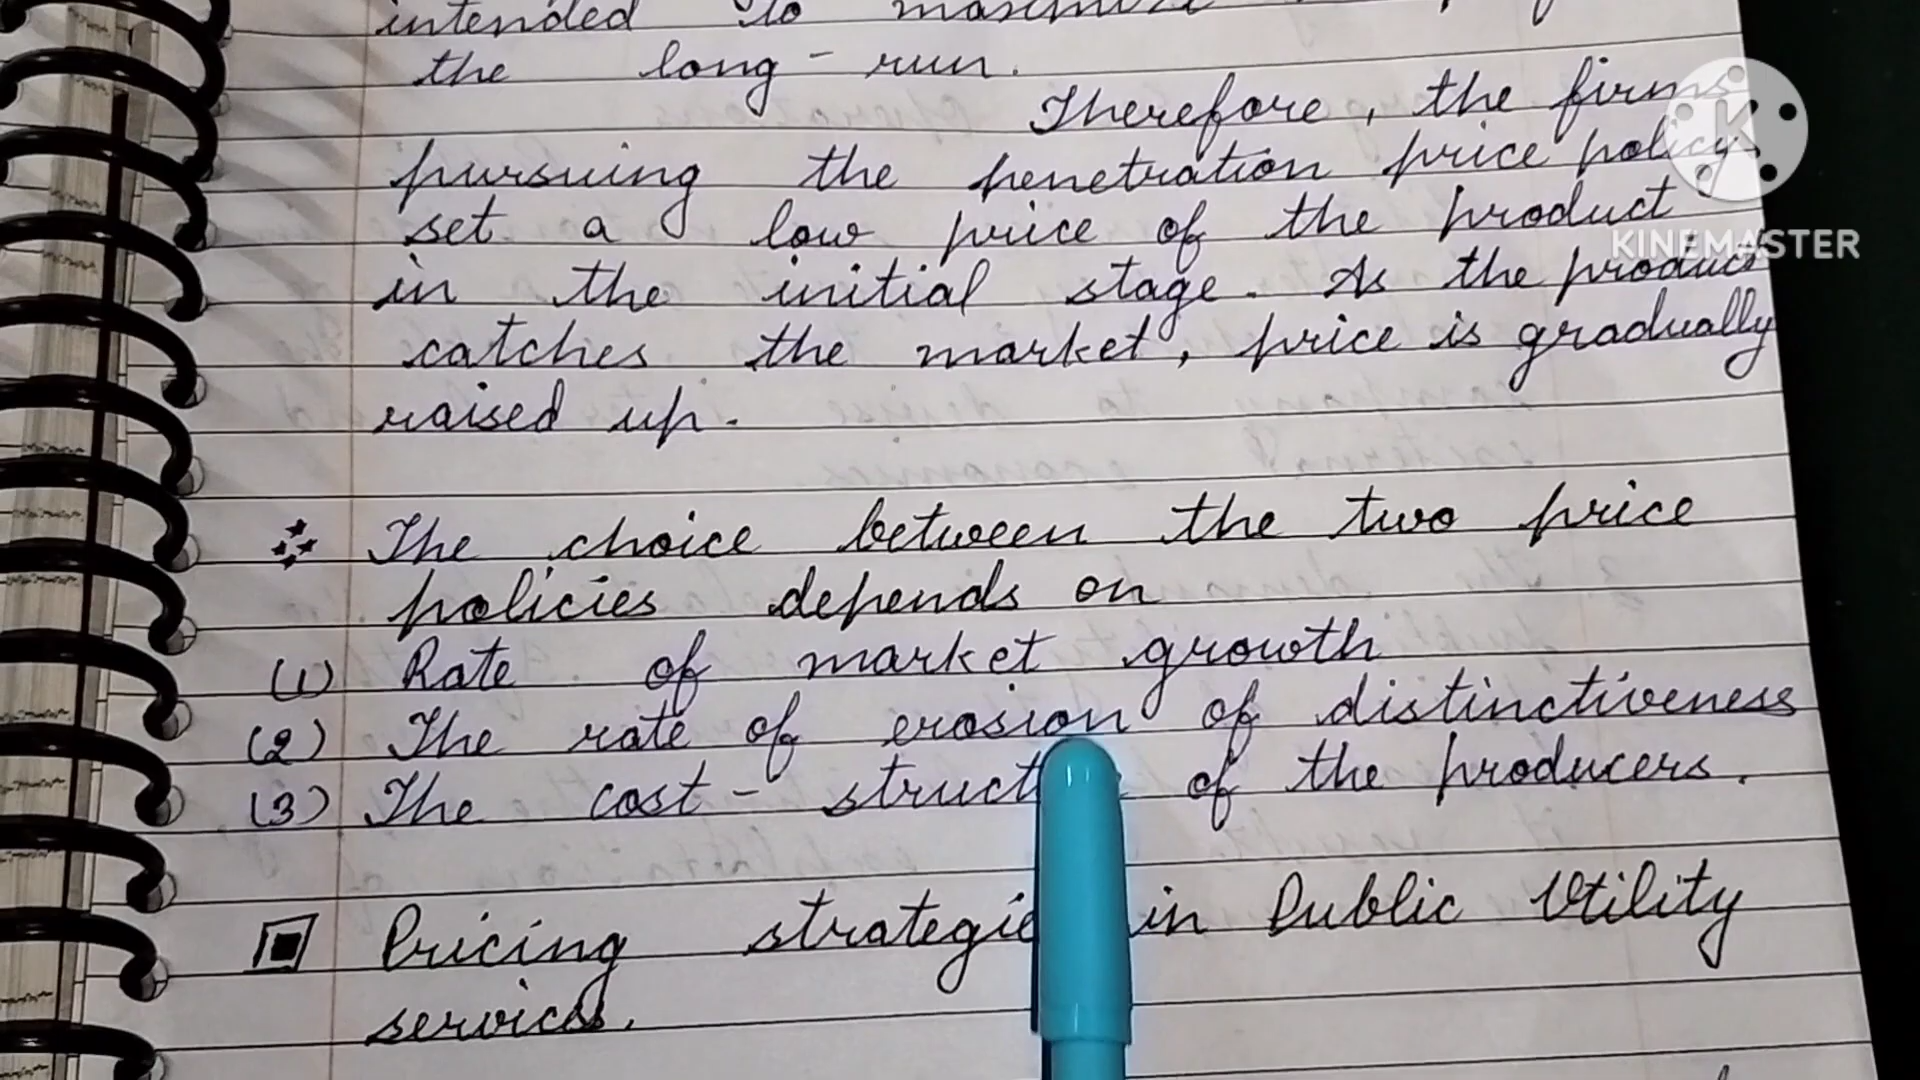 intended to maximize
the long-run.
Therefore, the firms
pursuing the penetration price policy
set a low price of the product
in the initial stage. As the product
catches the market, price is gradually
raised up.
The choice between the two price
policies depends on
(1) Rate of market growth
(2) The rate of erosion of distinctiveness
(3) The cost- struct of the producers.
Pricing strategie in Public Utility
services.
K
KINEMASTER